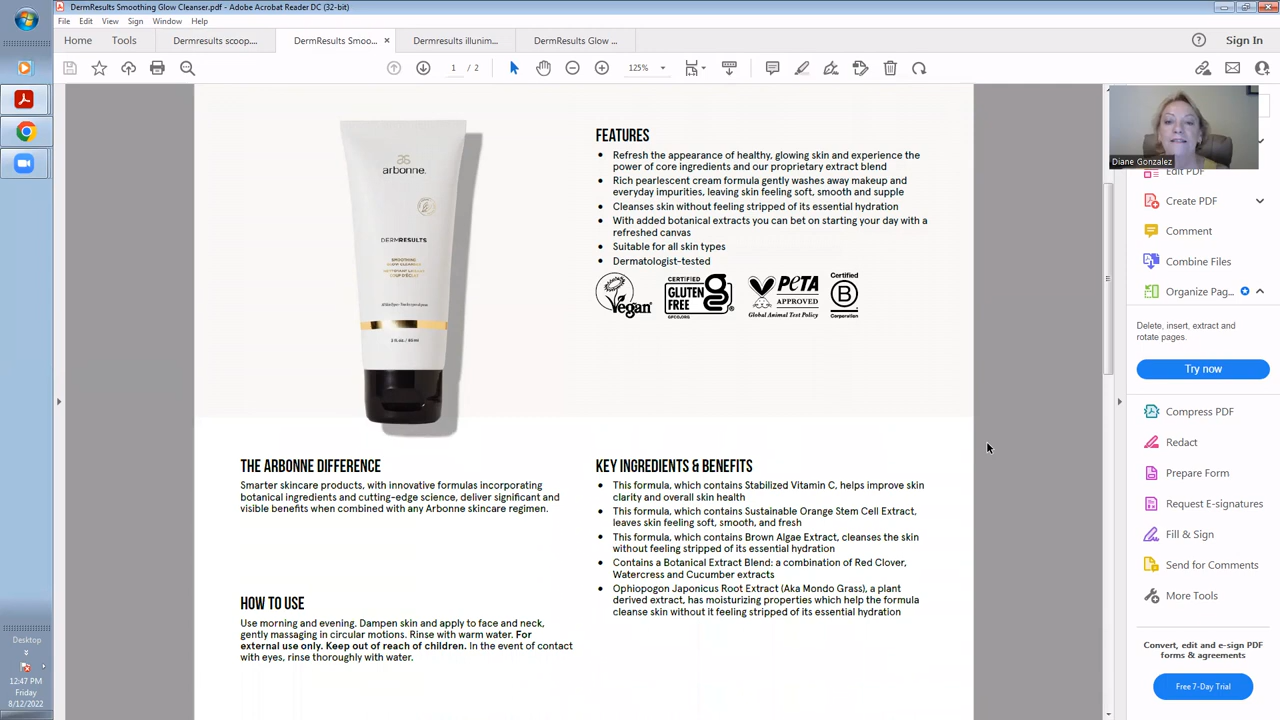 DermResults Smoothing Glow Cleanser.pdf - Adobe Acrobat Reader DC (32-bit)
File Edit View Sign Window Help
Home Tools Dermresults scoop.... DermResults Smoo... × Dermresults illunim... DermResults Glow ... Sign In
1 / 2 125%
Diane Gonzalez
Edit PDF
Create PDF
Comment
Combine Files
Organize Pag...
Delete, insert, extract and
rotate pages.
Try now
Compress PDF
Redact
Prepare Form
Request E-signatures
Fill & Sign
Send for Comments
More Tools
Convert, edit and e-sign PDF
forms & agreements
Free 7-Day Trial
arbonne.
DERMRESULTS
SMOOTHING
GLOW CLEANSER
FEATURES
• Refresh the appearance of healthy, glowing skin and experience the
power of core ingredients and our proprietary extract blend
• Rich pearlescent cream formula gently washes away makeup and
everyday impurities, leaving skin feeling soft, smooth and supple
• Cleanses skin without feeling stripped of its essential hydration
• With added botanical extracts you can bet on starting your day with a
refreshed canvas
• Suitable for all skin types
• Dermatologist-tested
Vegan
CERTIFIED
GLUTEN
FREE
GFCO.ORG
PETA
APPROVED
Global Animal Test Policy
Certified
B
Corporation
THE ARBONNE DIFFERENCE
Smarter skincare products, with innovative formulas incorporating
botanical ingredients and cutting-edge science, deliver significant and
visible benefits when combined with any Arbonne skincare regimen.
HOW TO USE
Use morning and evening. Dampen skin and apply to face and neck,
gently massaging in circular motions. Rinse with warm water. For
external use only. Keep out of reach of children. In the event of contact
with eyes, rinse thoroughly with water.
KEY INGREDIENTS & BENEFITS
• This formula, which contains Stabilized Vitamin C, helps improve skin
clarity and overall skin health
• This formula, which contains Sustainable Orange Stem Cell Extract,
leaves skin feeling soft, smooth, and fresh
• This formula, which contains Brown Algae Extract, cleanses the skin
without feeling stripped of its essential hydration
• Contains a Botanical Extract Blend: a combination of Red Clover,
Watercress and Cucumber extracts
• Ophiopogon Japonicus Root Extract (Aka Mondo Grass), a plant
derived extract, has moisturizing properties which help the formula
cleanse skin without it feeling stripped of its essential hydration
Desktop
12:47 PM
Friday
8/12/2022